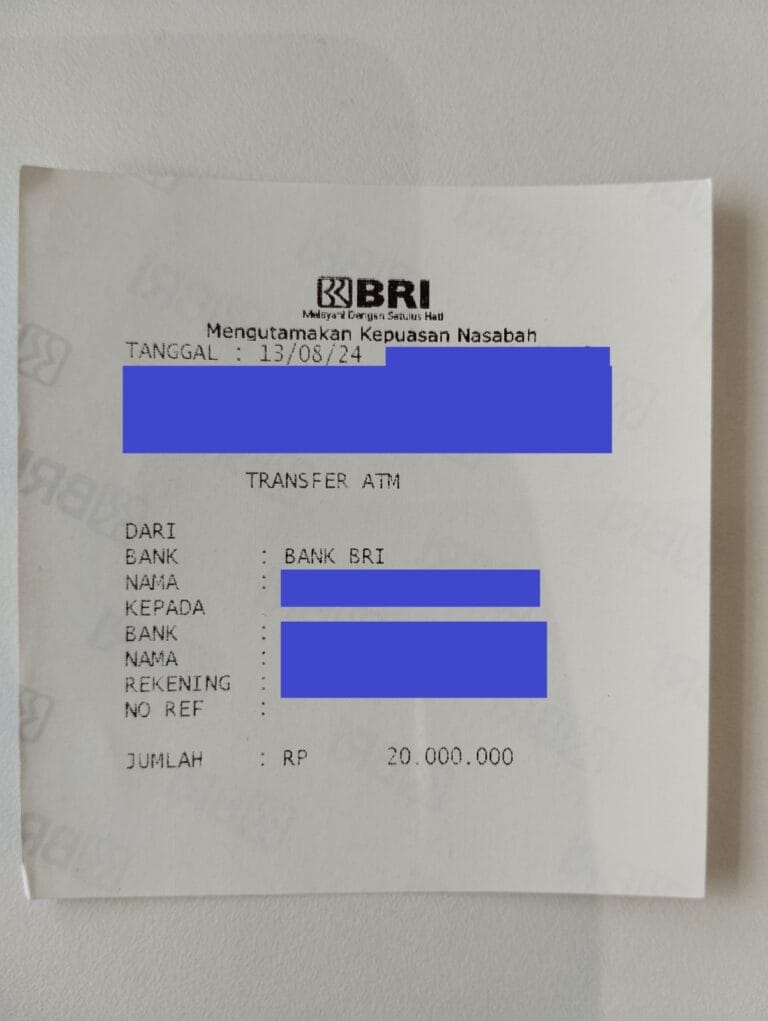 BRI
Melayani Dengan Setulus Hati
Mengutamakan Kepuasan Nasabah
TANGGAL : 13/08/24
TRANSFER ATM
DARI
BANK : BANK BRI
NAMA :
KEPADA
BANK :
NAMA :
REKENING :
NO REF :
JUMLAH : RP 20.000.000